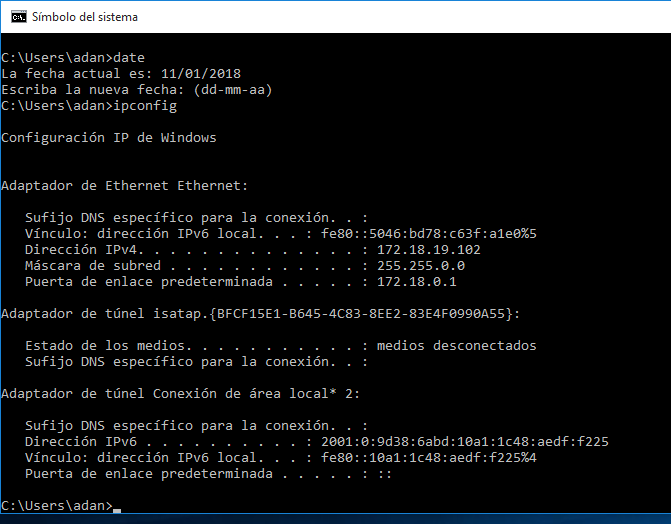 Símbolo del sistema
C:\Users\adan>date
La fecha actual es: 11/01/2018
Escriba la nueva fecha: (dd-mm-aa)
C:\Users\adan>ipconfig
Configuración IP de Windows
Adaptador de Ethernet Ethernet:
Sufijo DNS específico para la conexión. . :
Vínculo: dirección IPv6 local. . . : fe80::5046:bd78:c63f:a1e0%5
Dirección IPv4. . . . . . . . . . . . . . : 172.18.19.102
Máscara de subred . . . . . . . . . . . . : 255.255.0.0
Puerta de enlace predeterminada . . . . . : 172.18.0.1
Adaptador de túnel isatap.{BFCF15E1-B645-4C83-8EE2-83E4F0990A55}:
Estado de los medios. . . . . . . . . . . : medios desconectados
Sufijo DNS específico para la conexión. . :
Adaptador de túnel Conexión de área local* 2:
Sufijo DNS específico para la conexión. . :
Dirección IPv6 . . . . . . . . . . : 2001:0:9d38:6abd:10a1:1c48:aedf:f225
Vínculo: dirección IPv6 local. . . : fe80::10a1:1c48:aedf:f225%4
Puerta de enlace predeterminada . . . . . : ::
C:\Users\adan>